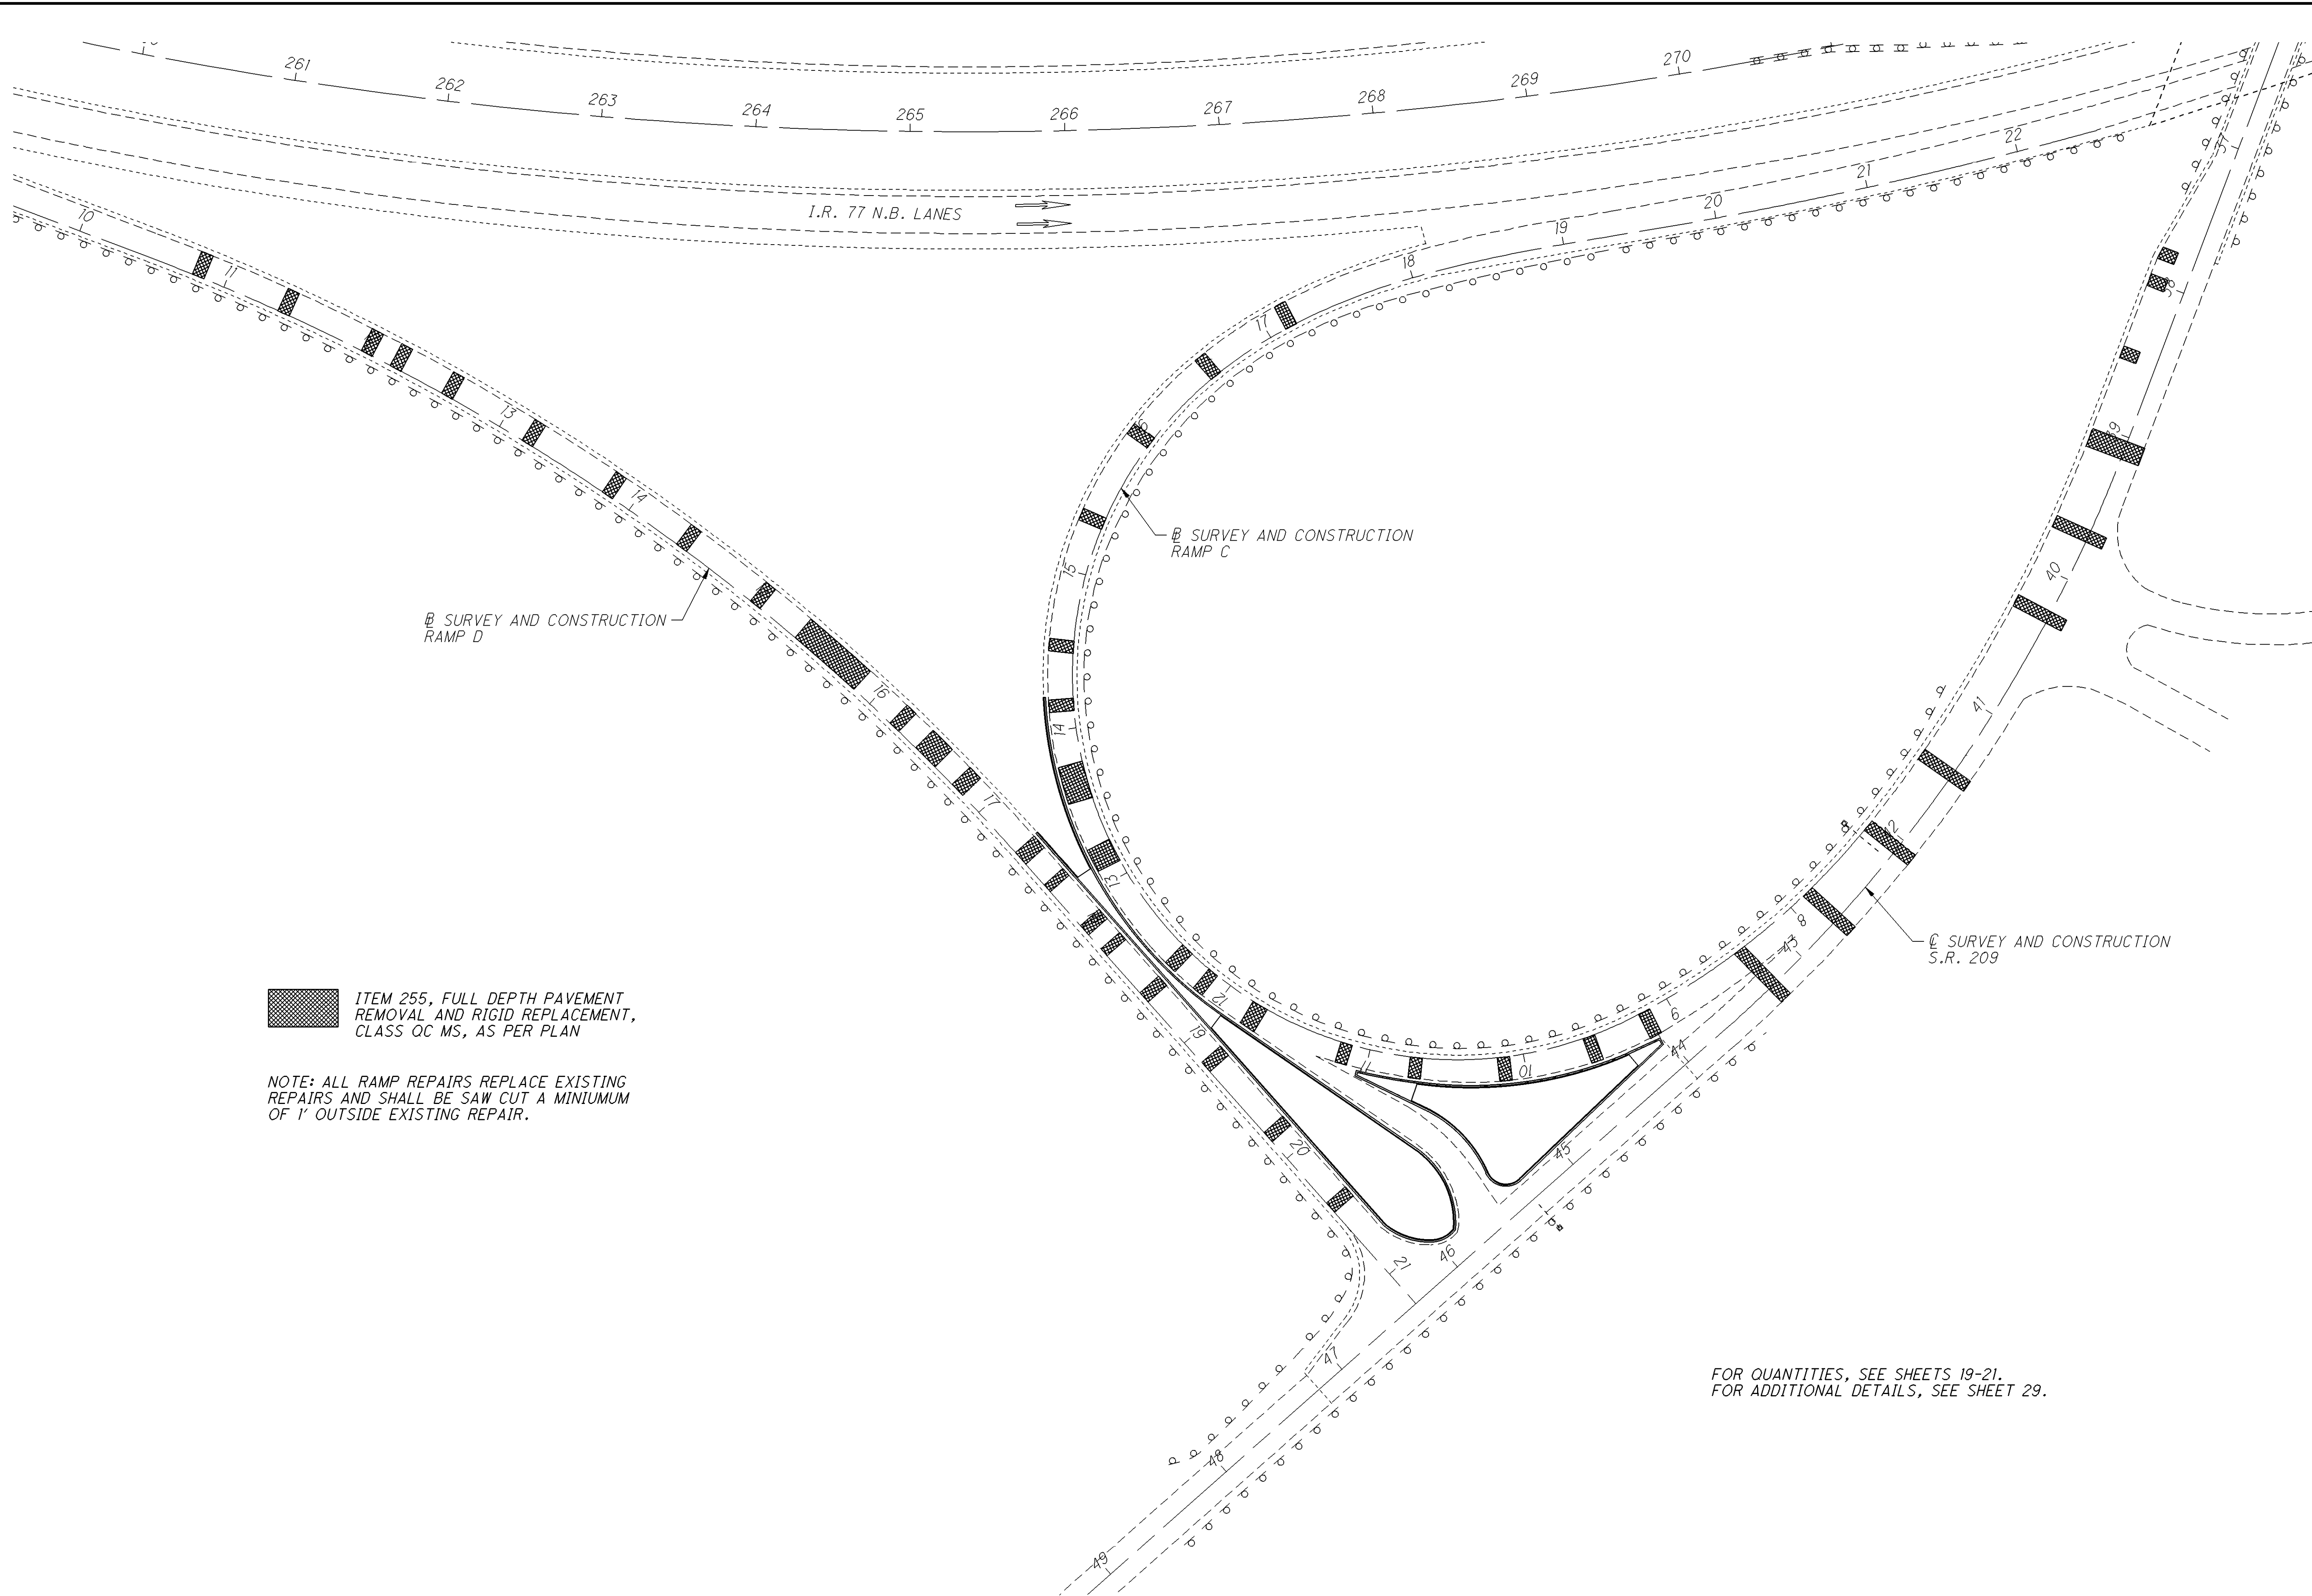 261
262
263
264
265
266
267
268
269
270
I.R. 77 N.B. LANES
10
11
13
14
16
17
19
20
21
22
21
20
19
18
17
15
14
13
12
11
10
9
8
40
41
43
44
45
46
47
48
49
B SURVEY AND CONSTRUCTION
RAMP C
B SURVEY AND CONSTRUCTION
RAMP D
C SURVEY AND CONSTRUCTION
S.R. 209
ITEM 255, FULL DEPTH PAVEMENT
REMOVAL AND RIGID REPLACEMENT,
CLASS QC MS, AS PER PLAN
NOTE: ALL RAMP REPAIRS REPLACE EXISTING
REPAIRS AND SHALL BE SAW CUT A MINIUMUM
OF 1' OUTSIDE EXISTING REPAIR.
FOR QUANTITIES, SEE SHEETS 19-21.
FOR ADDITIONAL DETAILS, SEE SHEET 29.